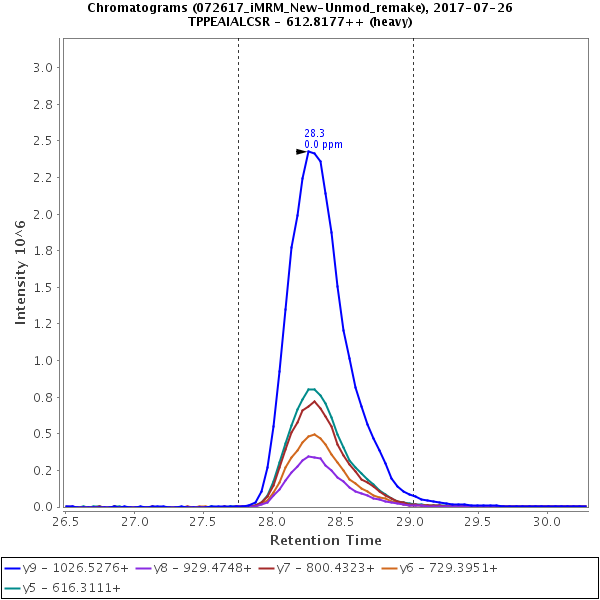 Chromatograms (072617_iMRM_New-Unmod_remake), 2017-07-26
TPPEAIALCSR - 612.8177++ (heavy)
3.0
2.8
2.5
2.2
2.0
1.8
1.5
1.2
1.0
0.8
0.5
0.2
0.0
Intensity 10^6
28.3
0.0 ppm
26.5 27.0 27.5 28.0 28.5 29.0 29.5 30.0
Retention Time
y9 - 1026.5276+ y8 - 929.4748+ y7 - 800.4323+ y6 - 729.3951+
y5 - 616.3111+